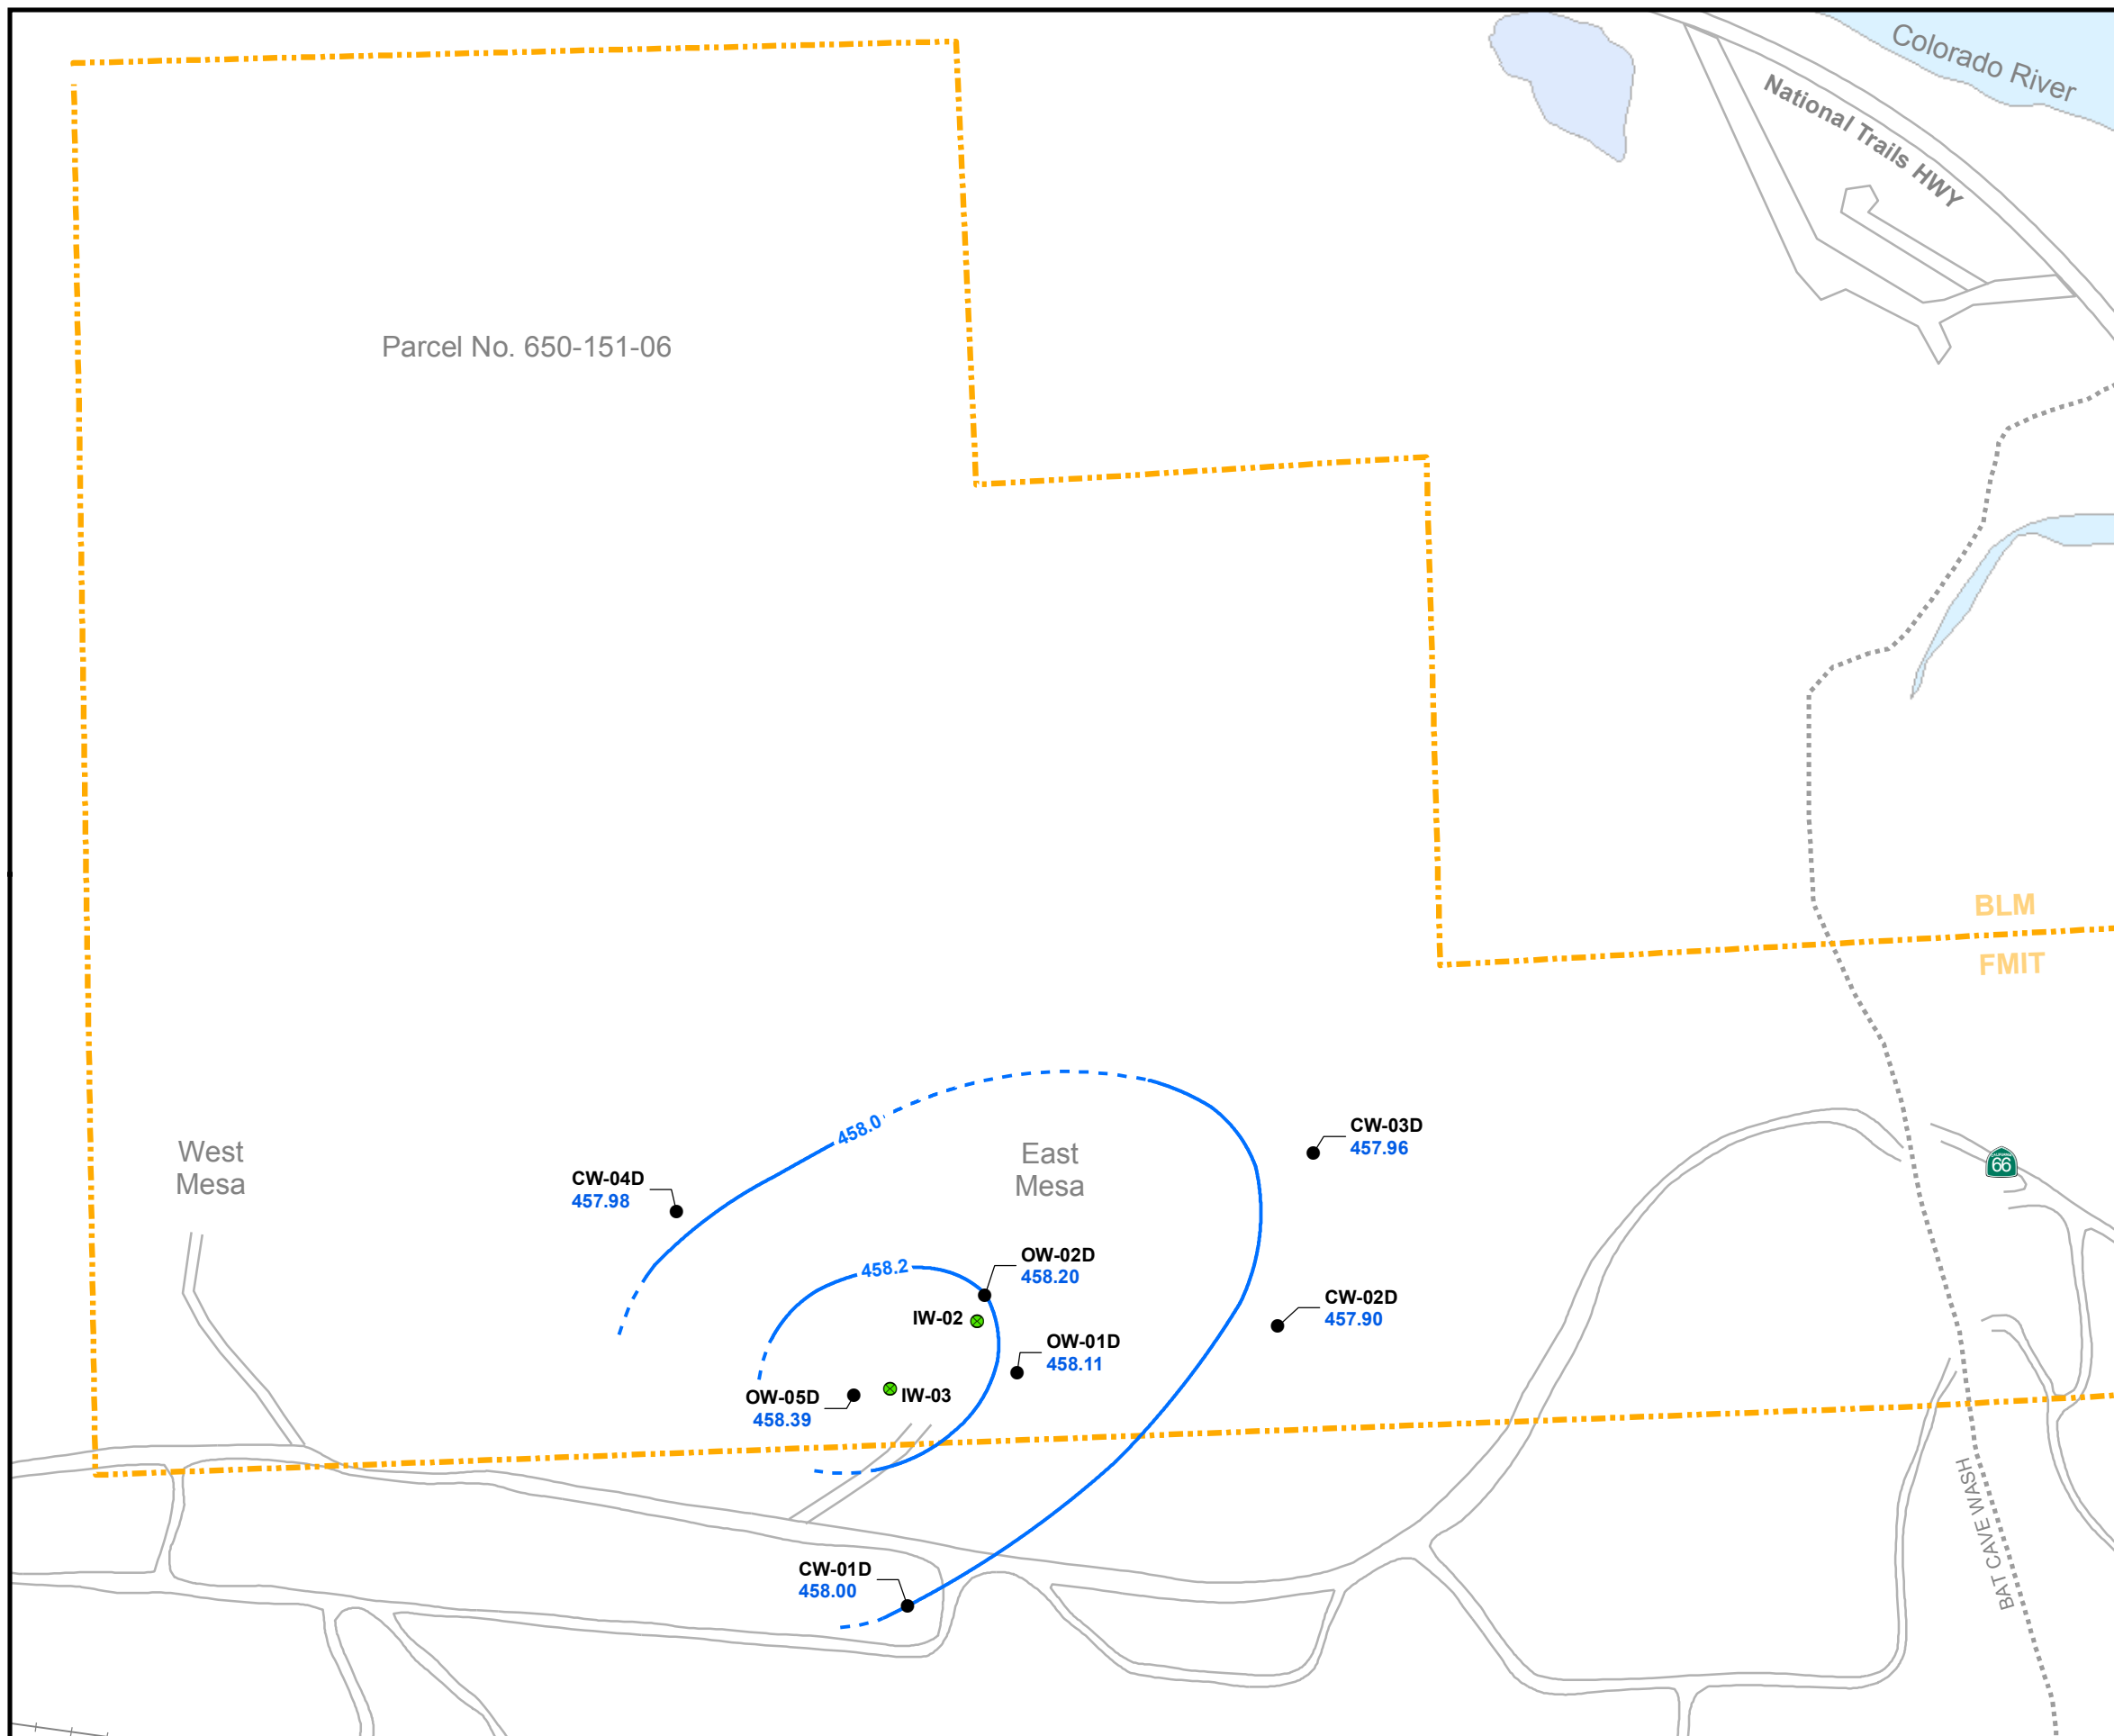 Colorado River
National Trails HWY
Parcel No. 650-151-06
BLM
FMIT
458.0
CW-03D
457.96
West
Mesa
East
Mesa
CALIFORNIA
66
CW-04D
457.98
OW-02D
458.20
458.2
IW-02
CW-02D
457.90
OW-01D
458.11
OW-05D
458.39
IW-03
BAT CAVE WASH
CW-01D
458.00